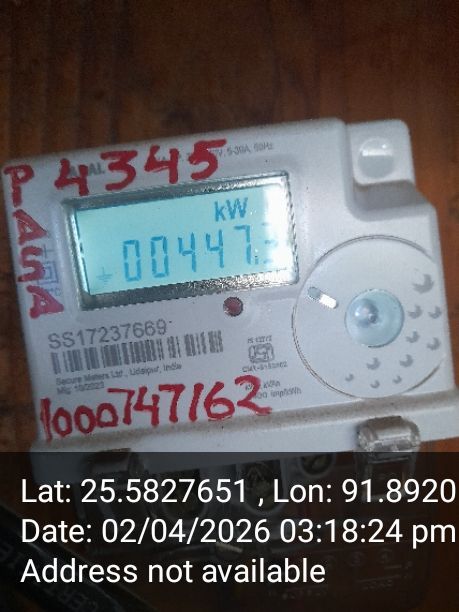 4345
kW
00447.
SS17237669
Secure Meters Ltd., Udaipur, India
1000747162
Lat: 25.5827651 , Lon: 91.8920
Date: 02/04/2026 03:18:24 pm
Address not available